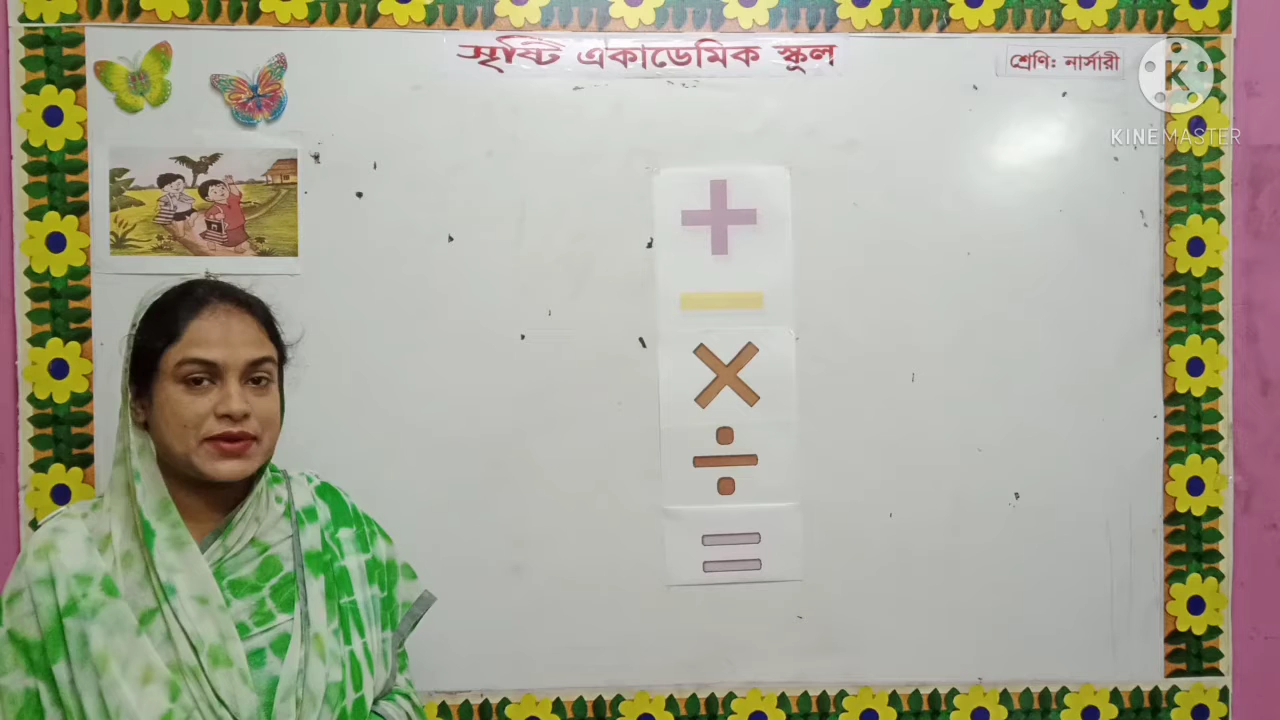 সৃষ্টি একাডেমিক স্কুল
শ্রেণি: নার্সারী
K
KINEMASTER
+
−
×
÷
=